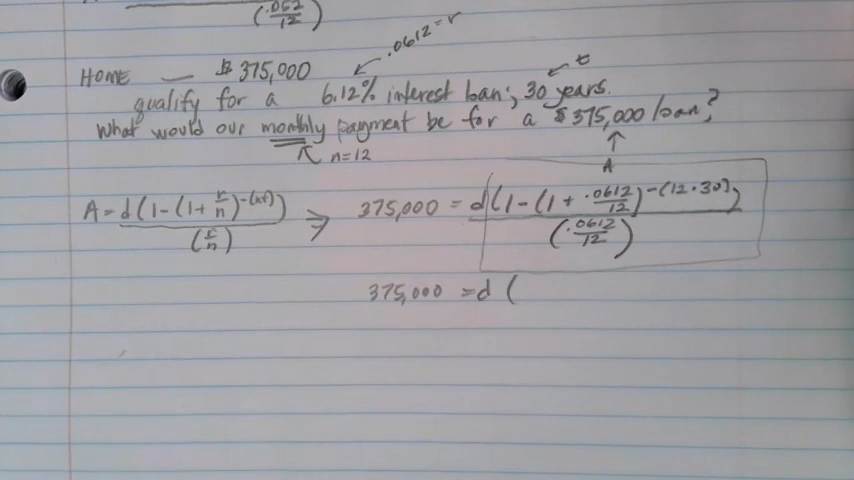 (.062/12)
.0612 = r
HOME — $375,000
t
qualify for a 6.12% interest loan; 30 years.
What would our monthly payment be for a $375,000 loan?
n=12
A
A = d(1-(1+r/n)^-(nt))/(r/n) ⇒ 375,000 = d(1-(1+.0612/12)^-(12·30))/(.0612/12)
375,000 = d (